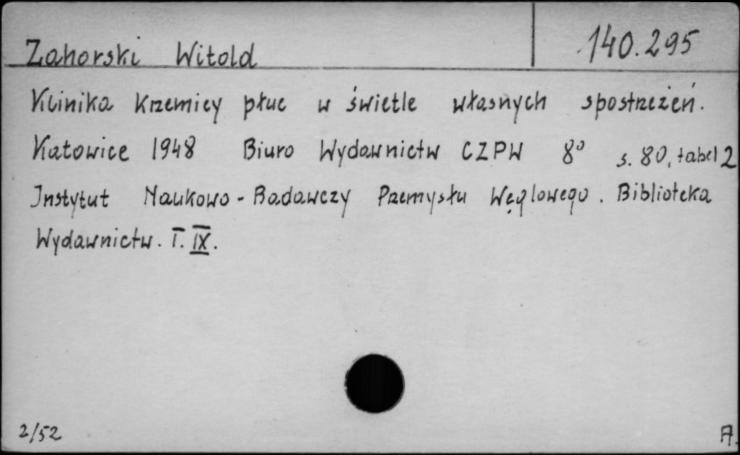 Zahorski Witold 140.295
Klinika krzemicy płuc w świetle własnych spostrzeżeń.
Katowice 1948 Biuro Wydawnictw CZPW 8° s. 80, tabel 2
Instytut Naukowo-Badawczy Przemysłu Węglowego. Biblioteka
Wydawnictw. T. IX.
2/52 A.